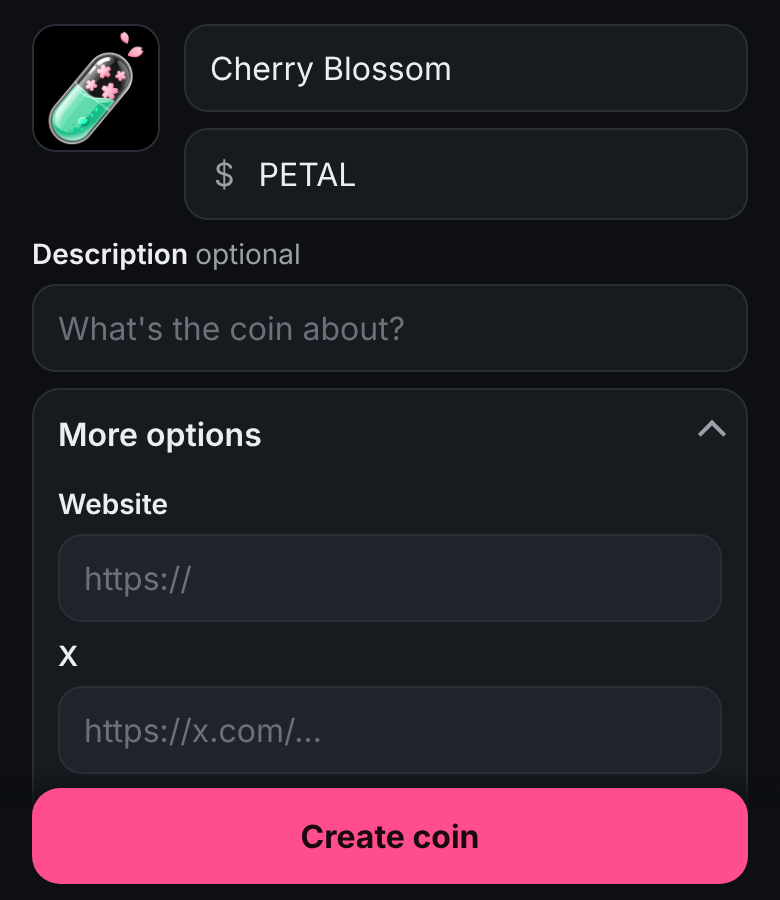 Cherry Blossom
$ PETAL
Description optional
What's the coin about?
More options
Website
https://
X
https://x.com/...
Create coin